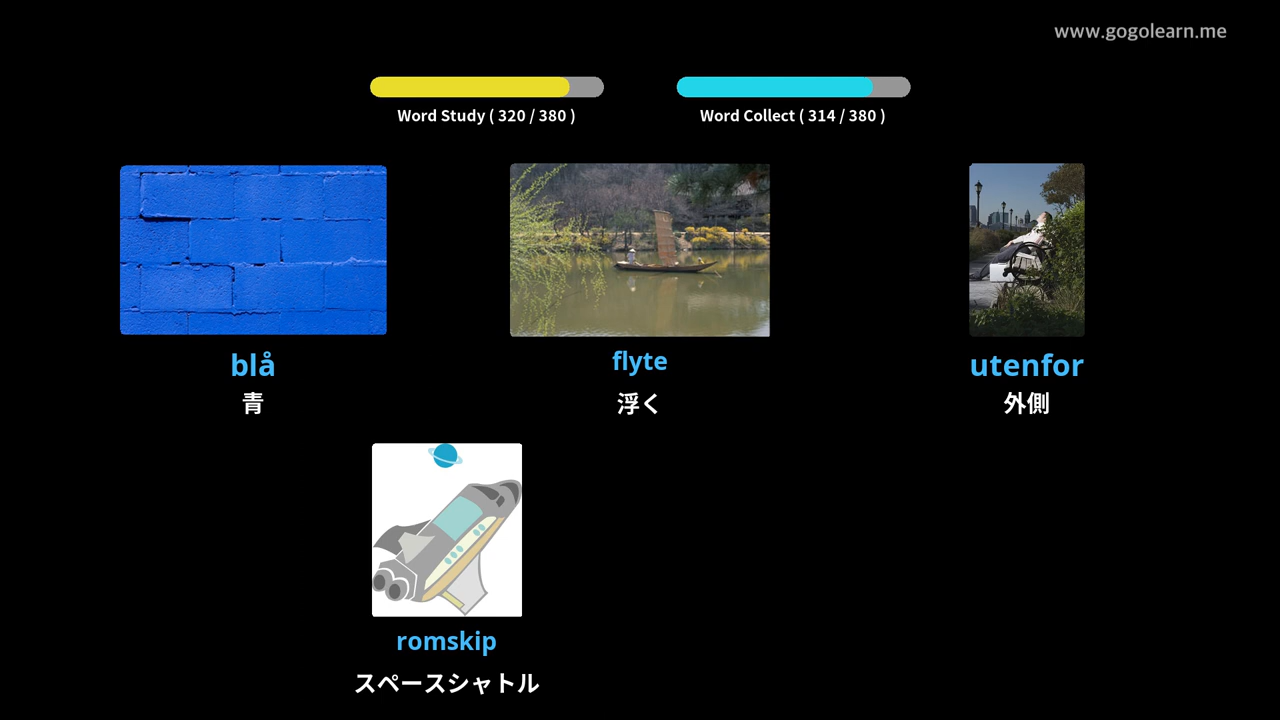 www.gogolearn.me
Word Study ( 320 / 380 )
Word Collect ( 314 / 380 )
blå
青
flyte
浮く
utenfor
外側
romskip
スペースシャトル